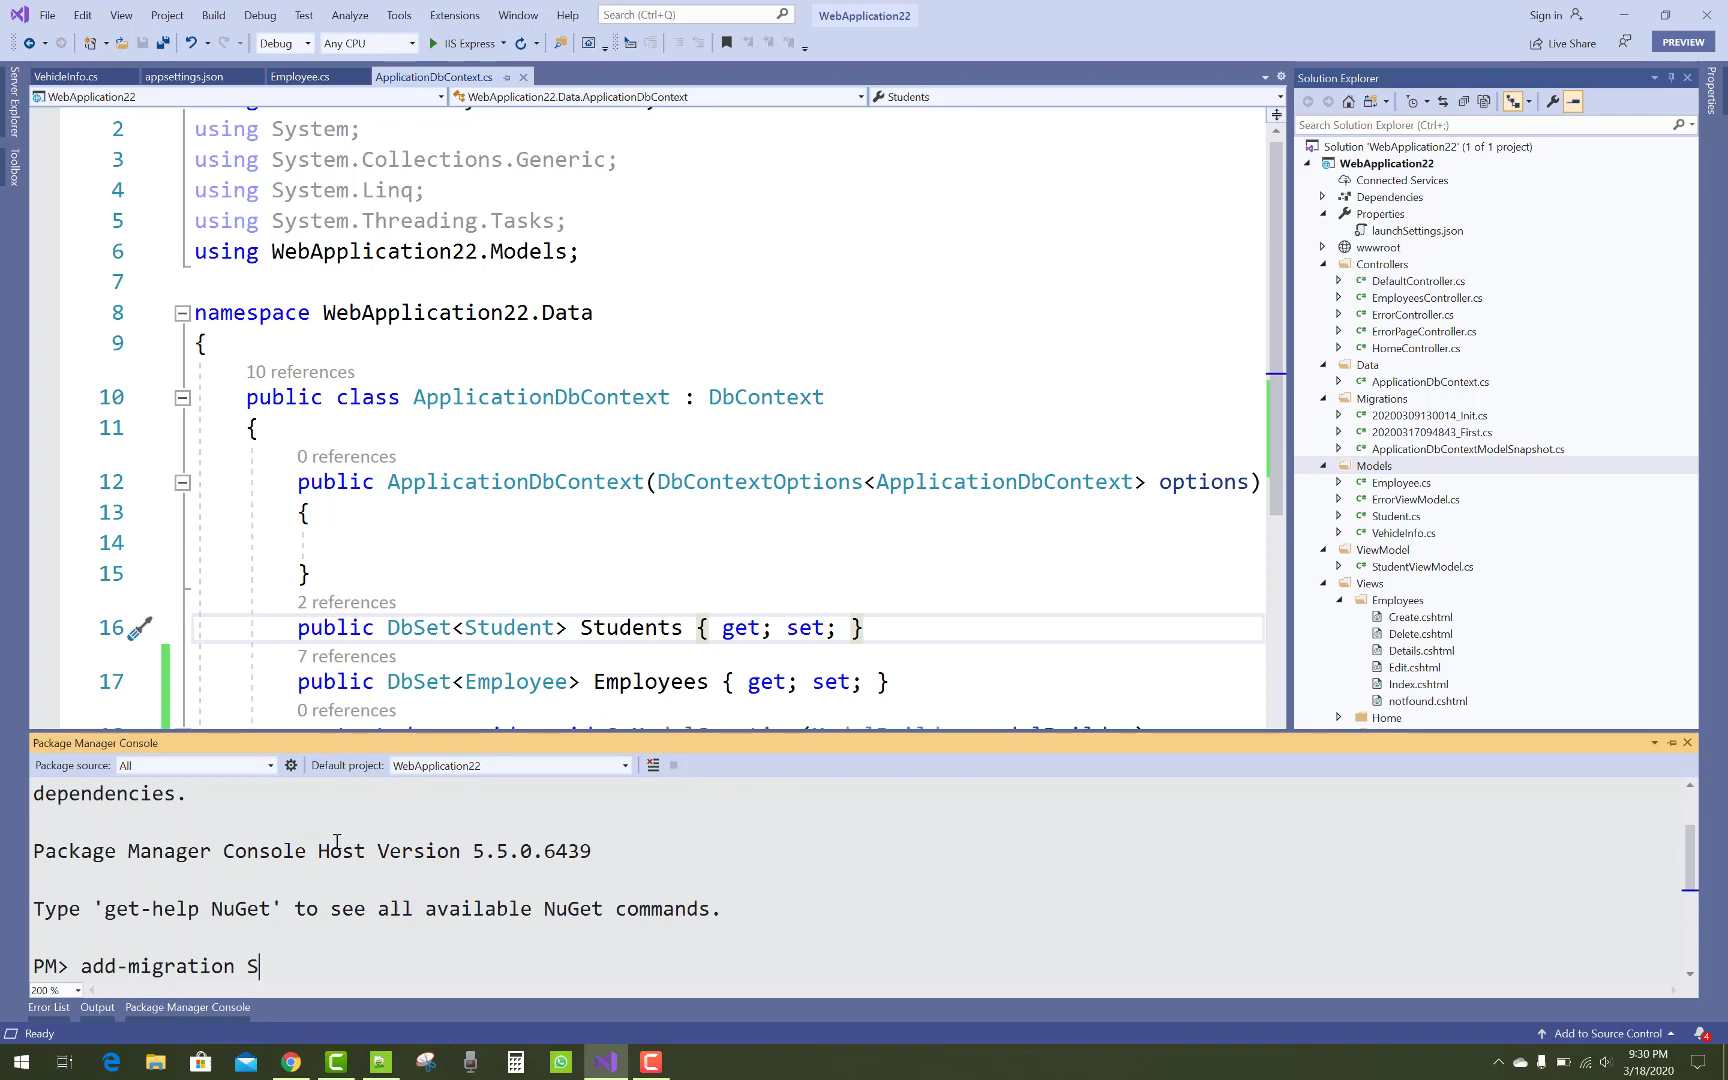 File Edit View Project Build Debug Test Analyze Tools Extensions Window Help Search (Ctrl+Q) WebApplication22 Sign in
Debug Any CPU IIS Express Live Share PREVIEW
VehicleInfo.cs appsettings.json Employee.cs ApplicationDbContext.cs
WebApplication22 WebApplication22.Data.ApplicationDbContext Students
Server Explorer
Toolbox
2 using System;
3 using System.Collections.Generic;
4 using System.Linq;
5 using System.Threading.Tasks;
6 using WebApplication22.Models;
7
8 namespace WebApplication22.Data
9 {
10 references
10 public class ApplicationDbContext : DbContext
11 {
0 references
12 public ApplicationDbContext(DbContextOptions<ApplicationDbContext> options)
13 {
14
15 }
2 references
16 public DbSet<Student> Students { get; set; }
7 references
17 public DbSet<Employee> Employees { get; set; }
0 references
Solution Explorer
Search Solution Explorer (Ctrl+;)
Solution 'WebApplication22' (1 of 1 project)
WebApplication22
Connected Services
Dependencies
Properties
launchSettings.json
wwwroot
Controllers
DefaultController.cs
EmployeesController.cs
ErrorController.cs
ErrorPageController.cs
HomeController.cs
Data
ApplicationDbContext.cs
Migrations
20200309130014_Init.cs
20200317094843_First.cs
ApplicationDbContextModelSnapshot.cs
Models
Employee.cs
ErrorViewModel.cs
Student.cs
VehicleInfo.cs
ViewModel
StudentViewModel.cs
Views
Employees
Create.cshtml
Delete.cshtml
Details.cshtml
Edit.cshtml
Index.cshtml
notfound.cshtml
Home
Properties
Package Manager Console
Package source: All Default project: WebApplication22
dependencies.
Package Manager Console Host Version 5.5.0.6439
Type 'get-help NuGet' to see all available NuGet commands.
PM> add-migration S
200 %
Error List Output Package Manager Console
Ready Add to Source Control 4
9:30 PM
3/18/2020